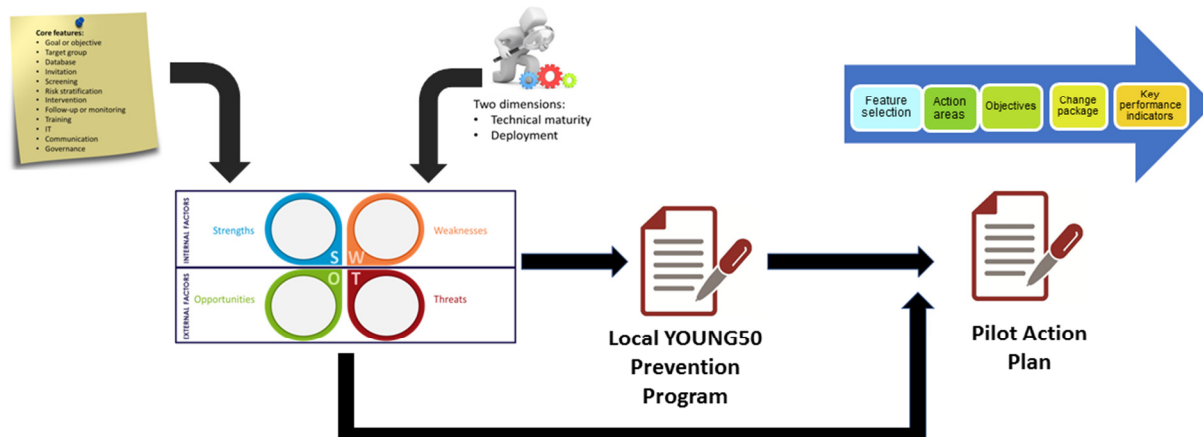 Core features:
• Goal or objective
• Target group
• Database
• Invitation
• Screening
• Risk stratification
• Intervention
• Follow-up or monitoring
• Training
• IT
• Communication
• Governance
Two dimensions:
• Technical maturity
• Deployment
Feature
selection
Action
areas
Objectives
Change
package
Key
performance
indicators
INTERNAL FACTORS
Strengths
S
W
Weaknesses
EXTERNAL FACTORS
Opportunities
O
T
Threats
Local YOUNG50
Prevention
Program
Pilot Action
Plan